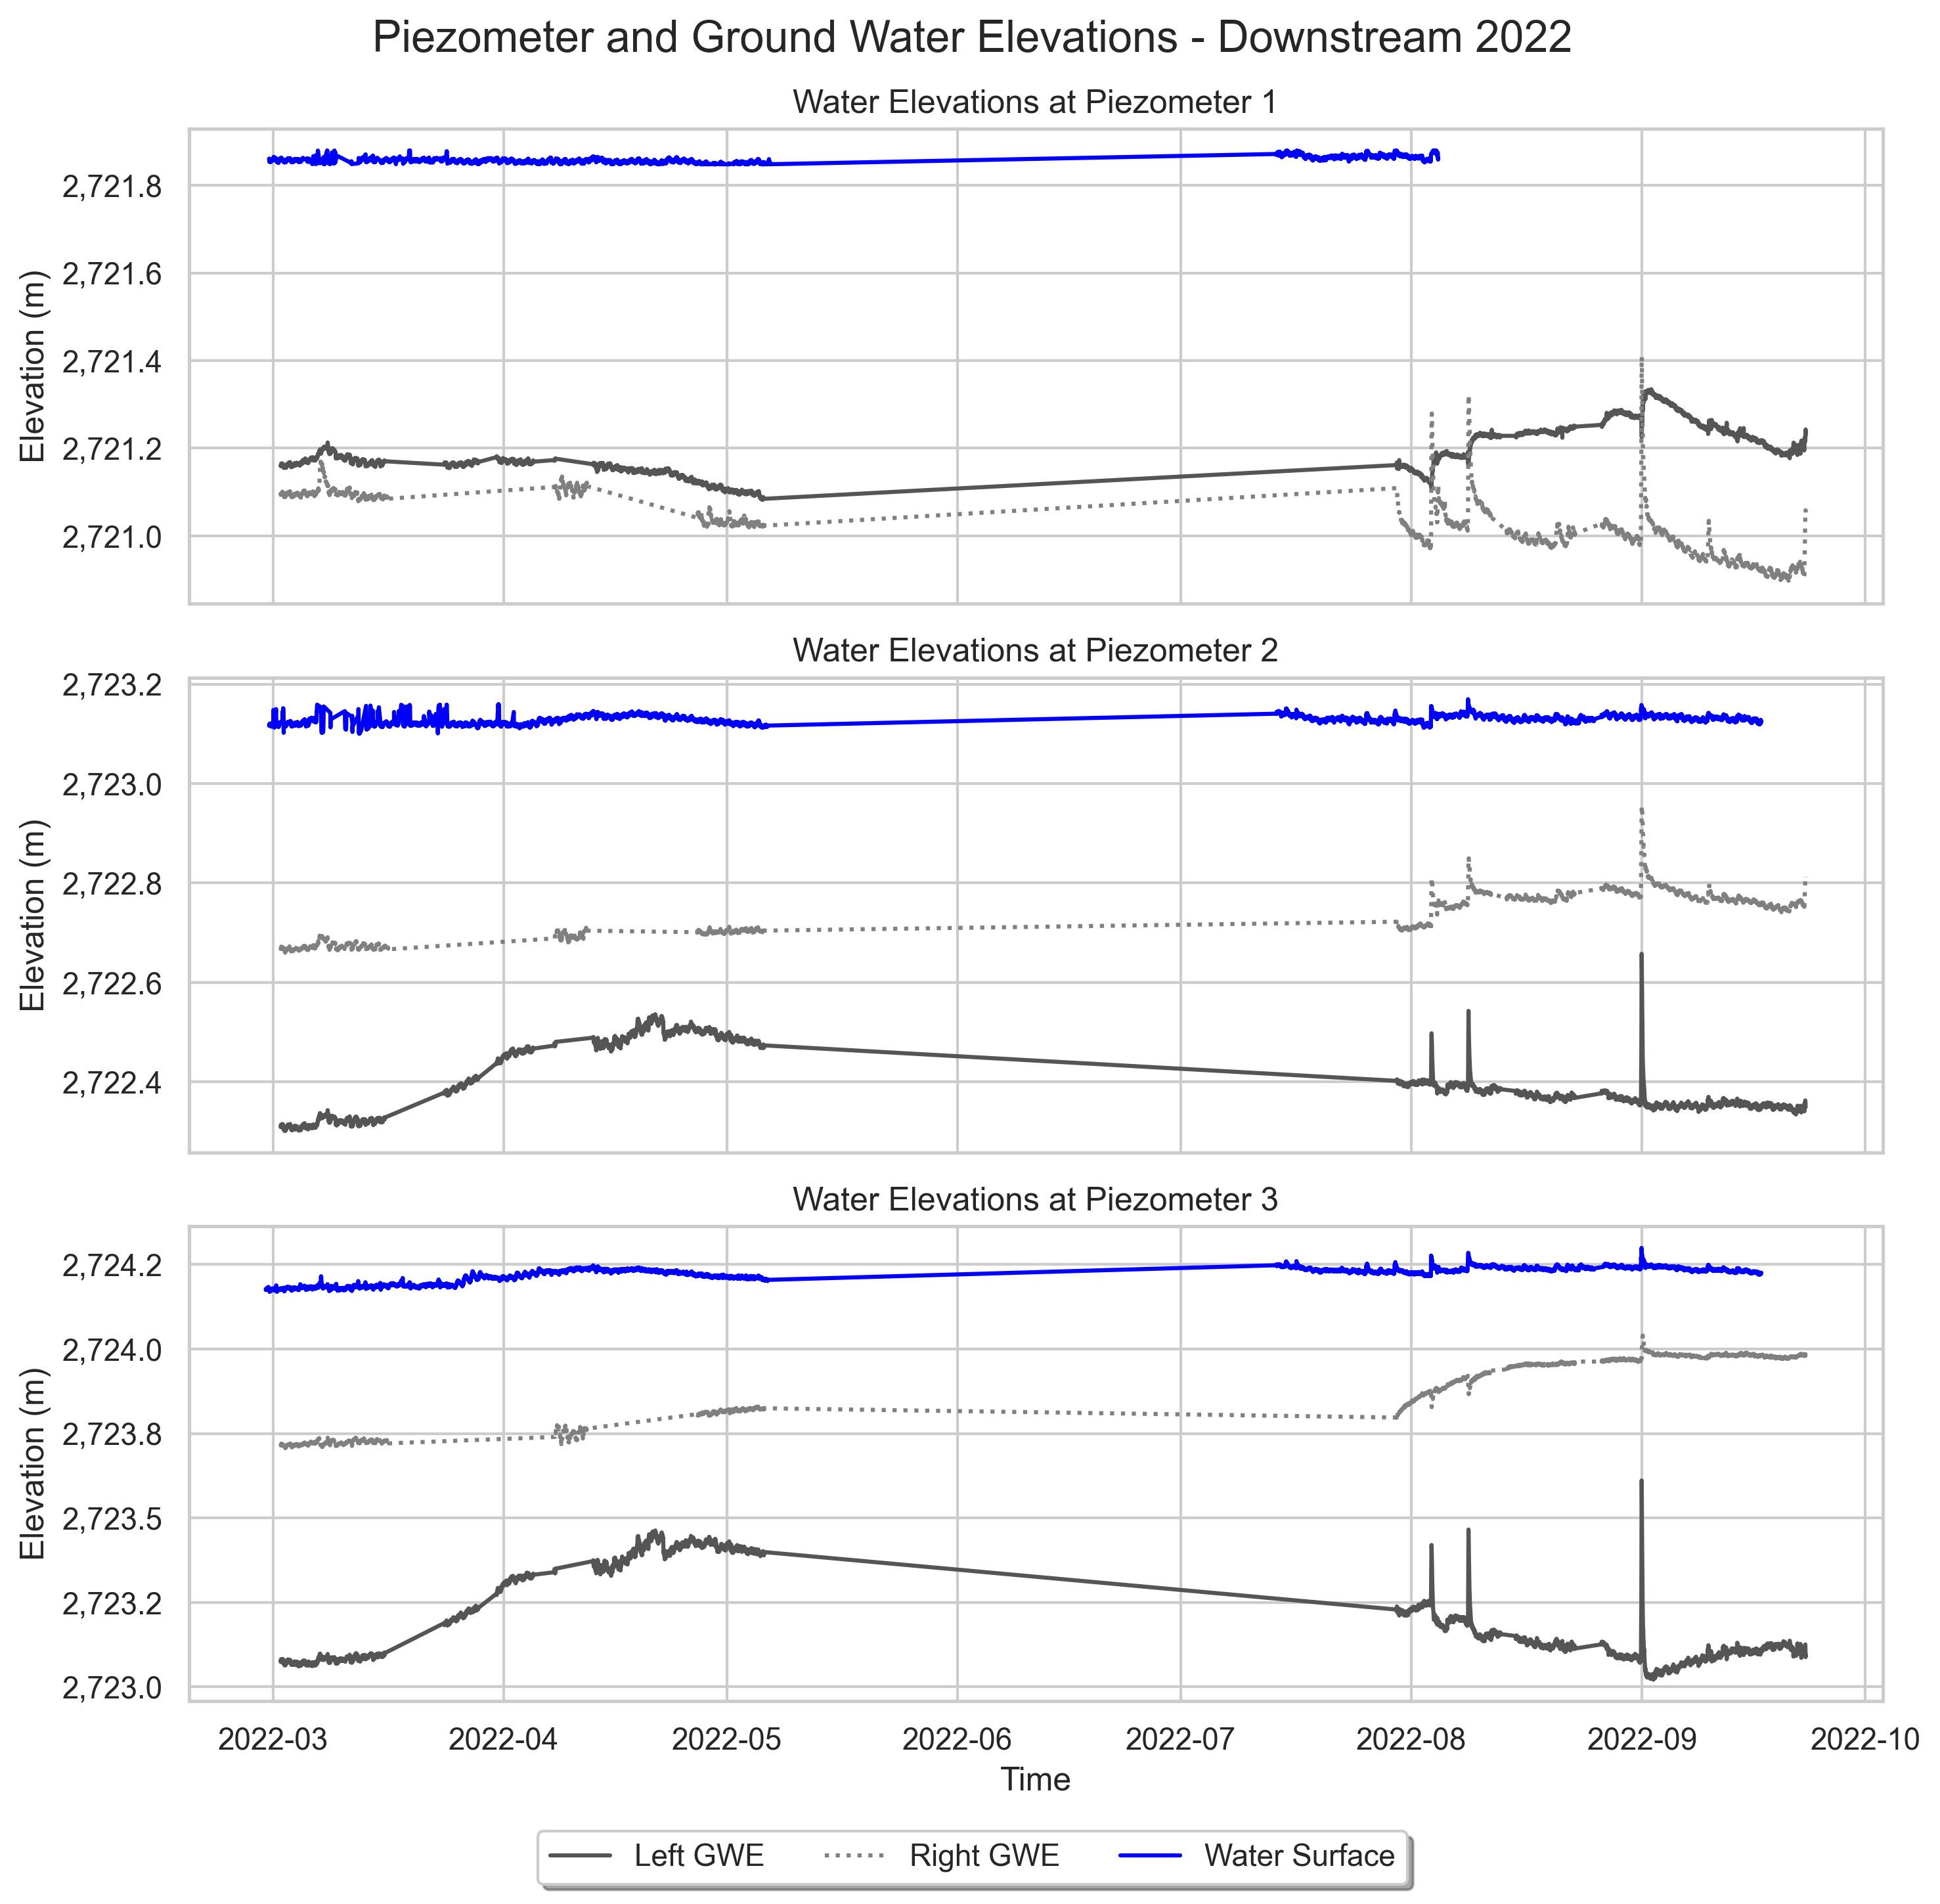 Piezometer and Ground Water Elevations - Downstream 2022
Water Elevations at Piezometer 1
Elevation (m)
2,721.8
2,721.6
2,721.4
2,721.2
2,721.0
Water Elevations at Piezometer 2
Elevation (m)
2,723.2
2,723.0
2,722.8
2,722.6
2,722.4
Water Elevations at Piezometer 3
Elevation (m)
2,724.2
2,724.0
2,723.8
2,723.5
2,723.2
2,723.0
2022-03 2022-04 2022-05 2022-06 2022-07 2022-08 2022-09 2022-10
Time
Left GWE Right GWE Water Surface